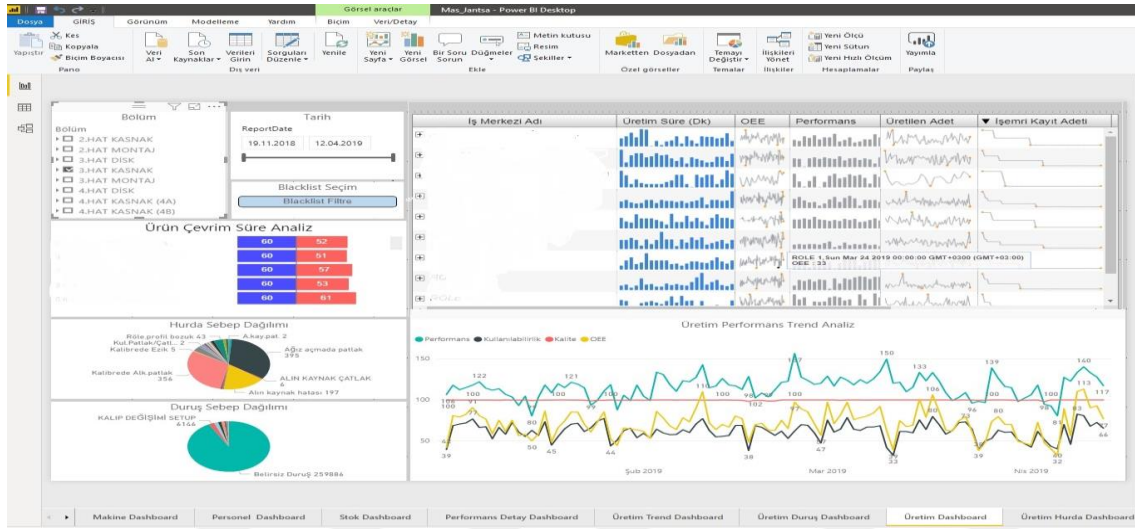 Görsel araçlar
Mas_Jantsa - Power BI Desktop
Dosya GİRİŞ Görünüm Modelleme Yardım Biçim Veri/Detay
Yapıştır
Kes
Kopyala
Biçim Boyacısı
Pano
Veri Al
Son Kaynaklar
Verileri Girin
Sorguları Düzenle
Yenile
Dış veri
Yeni Sayfa
Yeni Görsel
Bir Soru Sorun
Düğmeler
Metin kutusu
Resim
Şekiller
Ekle
Marketten Dosyadan
Özel görseller
Temayı Değiştir
Temalar
İlişkileri Yönet
İlişkiler
Yeni Ölçü
Yeni Sütun
Yeni Hızlı Ölçüm
Hesaplamalar
Yayımla
Paylaş
Bölüm
Bölüm
2.HAT KASNAK
2.HAT MONTAJ
3.HAT DİSK
3.HAT KASNAK
3.HAT MONTAJ
4.HAT DİSK
4.HAT KASNAK (4A)
4.HAT KASNAK (4B)
Tarih
ReportDate
19.11.2018 12.04.2019
Blacklist Seçim
Blacklist Filtre
İş Merkezi Adı Üretim Süre (Dk) OEE Performans Üretilen Adet İşemri Kayıt Adeti
ROLE 1,Sun Mar 24 2019 00:00:00 GMT+0300 (GMT+03:00)
OEE : 33
Ürün Çevrim Süre Analiz
60 52
60 51
60 57
60 53
60 61
Hurda Sebep Dağılımı
Röle profil bozuk 43
A.kay.pat. 2
Kul.Patlak/Çatl... 2
Kalibrede Ezik 5
Ağız açmada patlak 395
Kalibrede Alk.patlak 356
ALIN KAYNAK ÇATLAK 6
Alın kaynak hatası 197
Duruş Sebep Dağılımı
KALIP DEĞİŞİMİ SETUP 4146
Belirsiz Duruş 259886
Üretim Performans Trend Analiz
Performans Kullanılabilirlik Kalite OEE
150
100
50
122 121 150 133 139 140
110 106 113 117
100 100 100 98 100 102 100 100
39 50 45 44 38 47 33 39 32 66
Şub 2019 Mar 2019 Nis 2019
Makine Dashboard Personel Dashboard Stok Dashboard Performans Detay Dashboard Üretim Trend Dashboard Üretim Duruş Dashboard Üretim Dashboard Üretim Hurda Dashboard